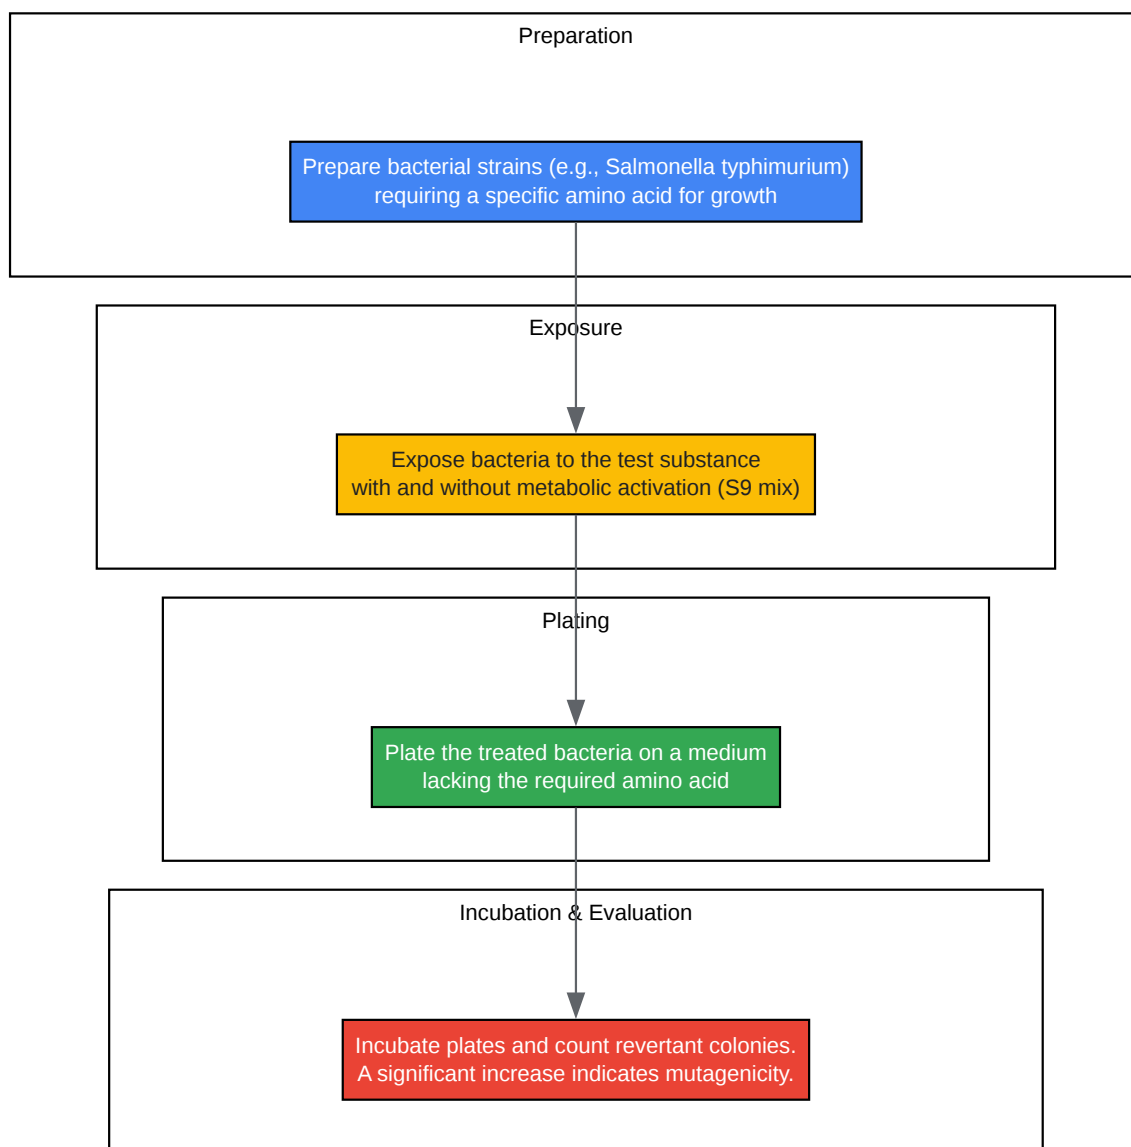 Preparation
Prepare bacterial strains (e.g., Salmonella typhimurium)
requiring a specific amino acid for growth
Exposure
Expose bacteria to the test substance
with and without metabolic activation (S9 mix)
Plating
Plate the treated bacteria on a medium
lacking the required amino acid
Incubation & Evaluation
Incubate plates and count revertant colonies.
A significant increase indicates mutagenicity.